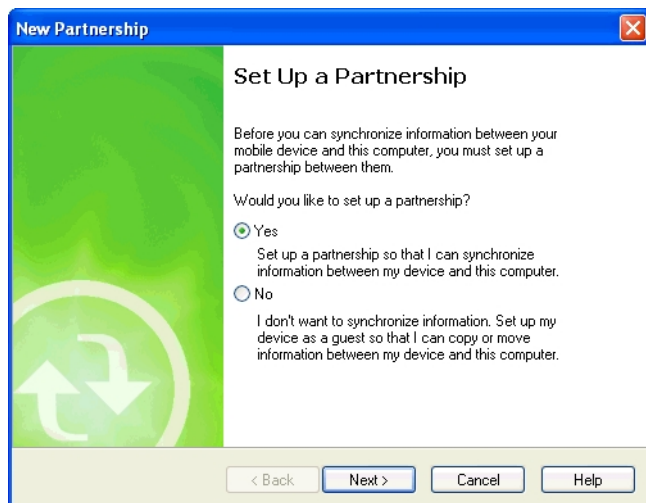 New Partnership
Set Up a Partnership
Before you can synchronize information between your
mobile device and this computer, you must set up a
partnership between them.
Would you like to set up a partnership?
Yes
Set up a partnership so that I can synchronize
information between my device and this computer.
No
I don't want to synchronize information. Set up my
device as a guest so that I can copy or move
information between my device and this computer.
< Back Next > Cancel Help